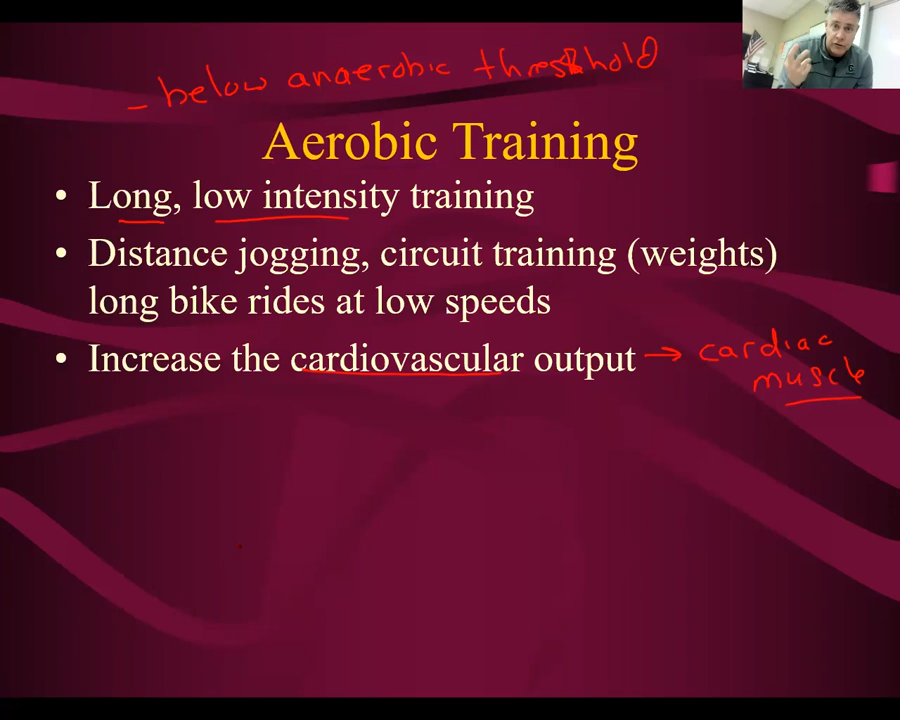 - below anaerobic threshold
Aerobic Training
• Long, low intensity training
• Distance jogging, circuit training (weights)
long bike rides at low speeds
• Increase the cardiovascular output → cardiac
muscle